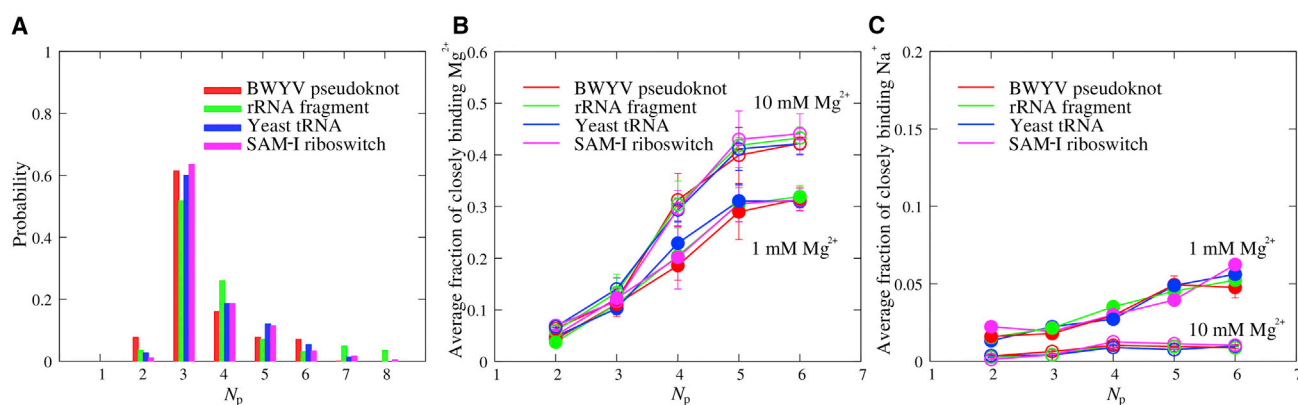 A
Probability
1
0.8
0.6
0.4
0.2
0
BWYV pseudoknot
rRNA fragment
Yeast tRNA
SAM-I riboswitch
1 2 3 4 5 6 7 8
Np
B
Average fraction of closely binding Mg2+
0.6
0.5
0.4
0.3
0.2
0.1
0
BWYV pseudoknot
rRNA fragment
Yeast tRNA
SAM-I riboswitch
10 mM Mg2+
1 mM Mg2+
1 2 3 4 5 6 7
Np
C
Average fraction of closely binding Na+
0.2
0.15
0.1
0.05
0
BWYV pseudoknot
rRNA fragment
Yeast tRNA
SAM-I riboswitch
1 mM Mg2+
10 mM Mg2+
1 2 3 4 5 6 7
Np